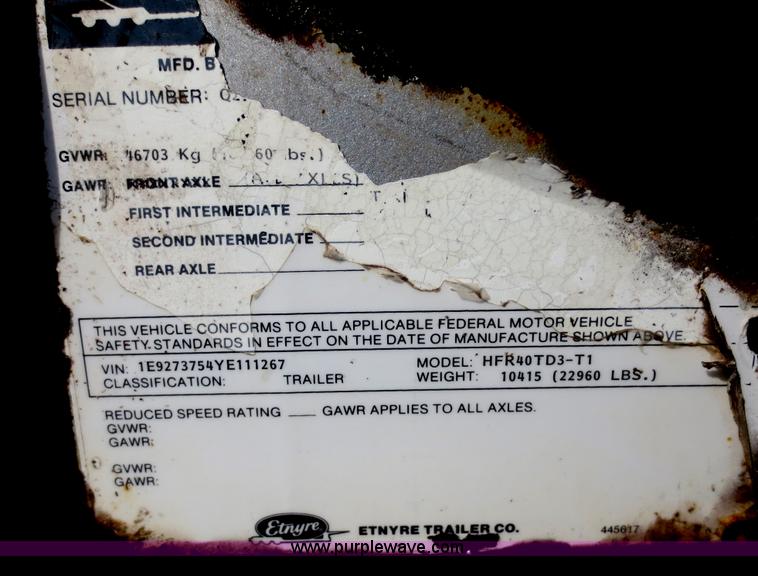 MFD. B
SERIAL NUMBER:
GVWR: 46703 Kg
GAWR: FRONT AXLE
FIRST INTERMEDIATE
SECOND INTERMEDIATE
REAR AXLE
THIS VEHICLE CONFORMS TO ALL APPLICABLE FEDERAL MOTOR VEHICLE
SAFETY STANDARDS IN EFFECT ON THE DATE OF MANUFACTURE SHOWN ABOVE.
VIN: 1E9273754YE111267 MODEL: HFR40TD3-T1
CLASSIFICATION: TRAILER WEIGHT: 10415 (22960 LBS.)
REDUCED SPEED RATING ___ GAWR APPLIES TO ALL AXLES.
GVWR:
GAWR:
GVWR:
GAWR:
Etnyre ETNYRE TRAILER CO. 445617
www.purplewave.com